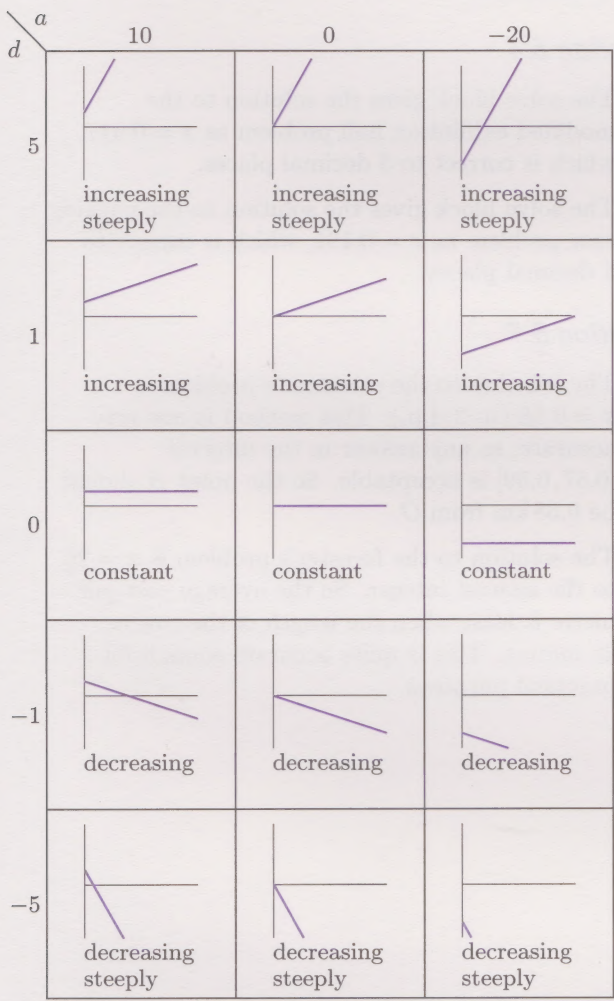 a
d
10 0 −20
5
increasing increasing increasing
steeply steeply steeply
1
increasing increasing increasing
0
constant constant constant
−1
decreasing decreasing decreasing
−5
decreasing decreasing decreasing
steeply steeply steeply